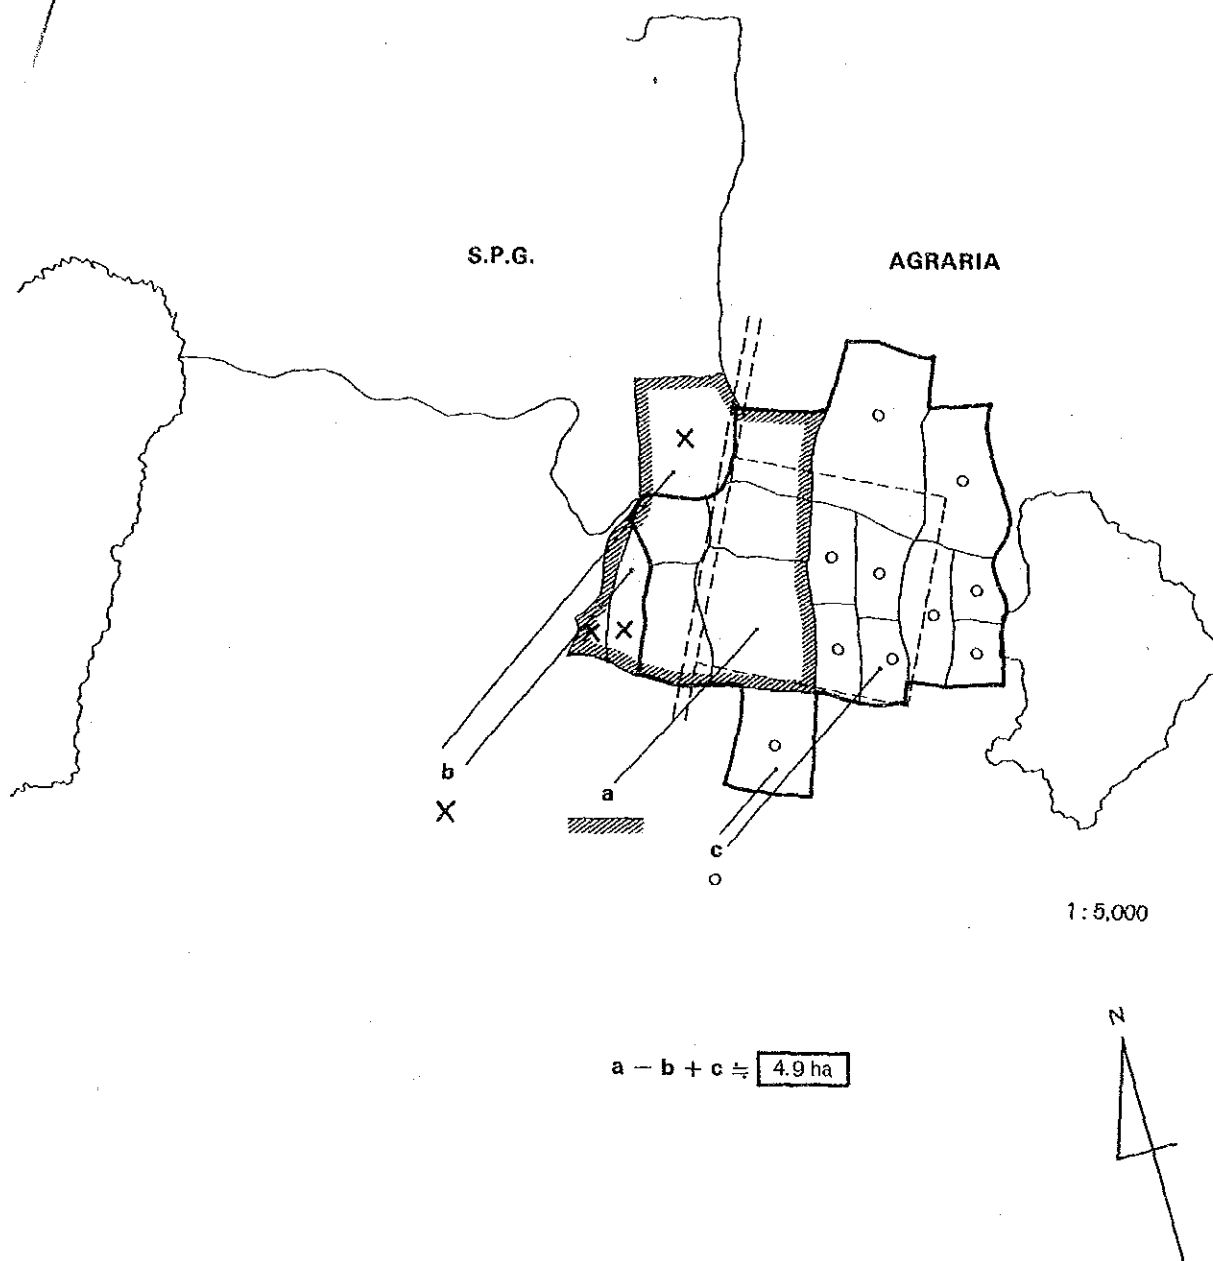 S.P.G.
AGRARIA
X
X X
b
X
a
c
1:5,000
a − b + c ≒ 4.9 ha
N